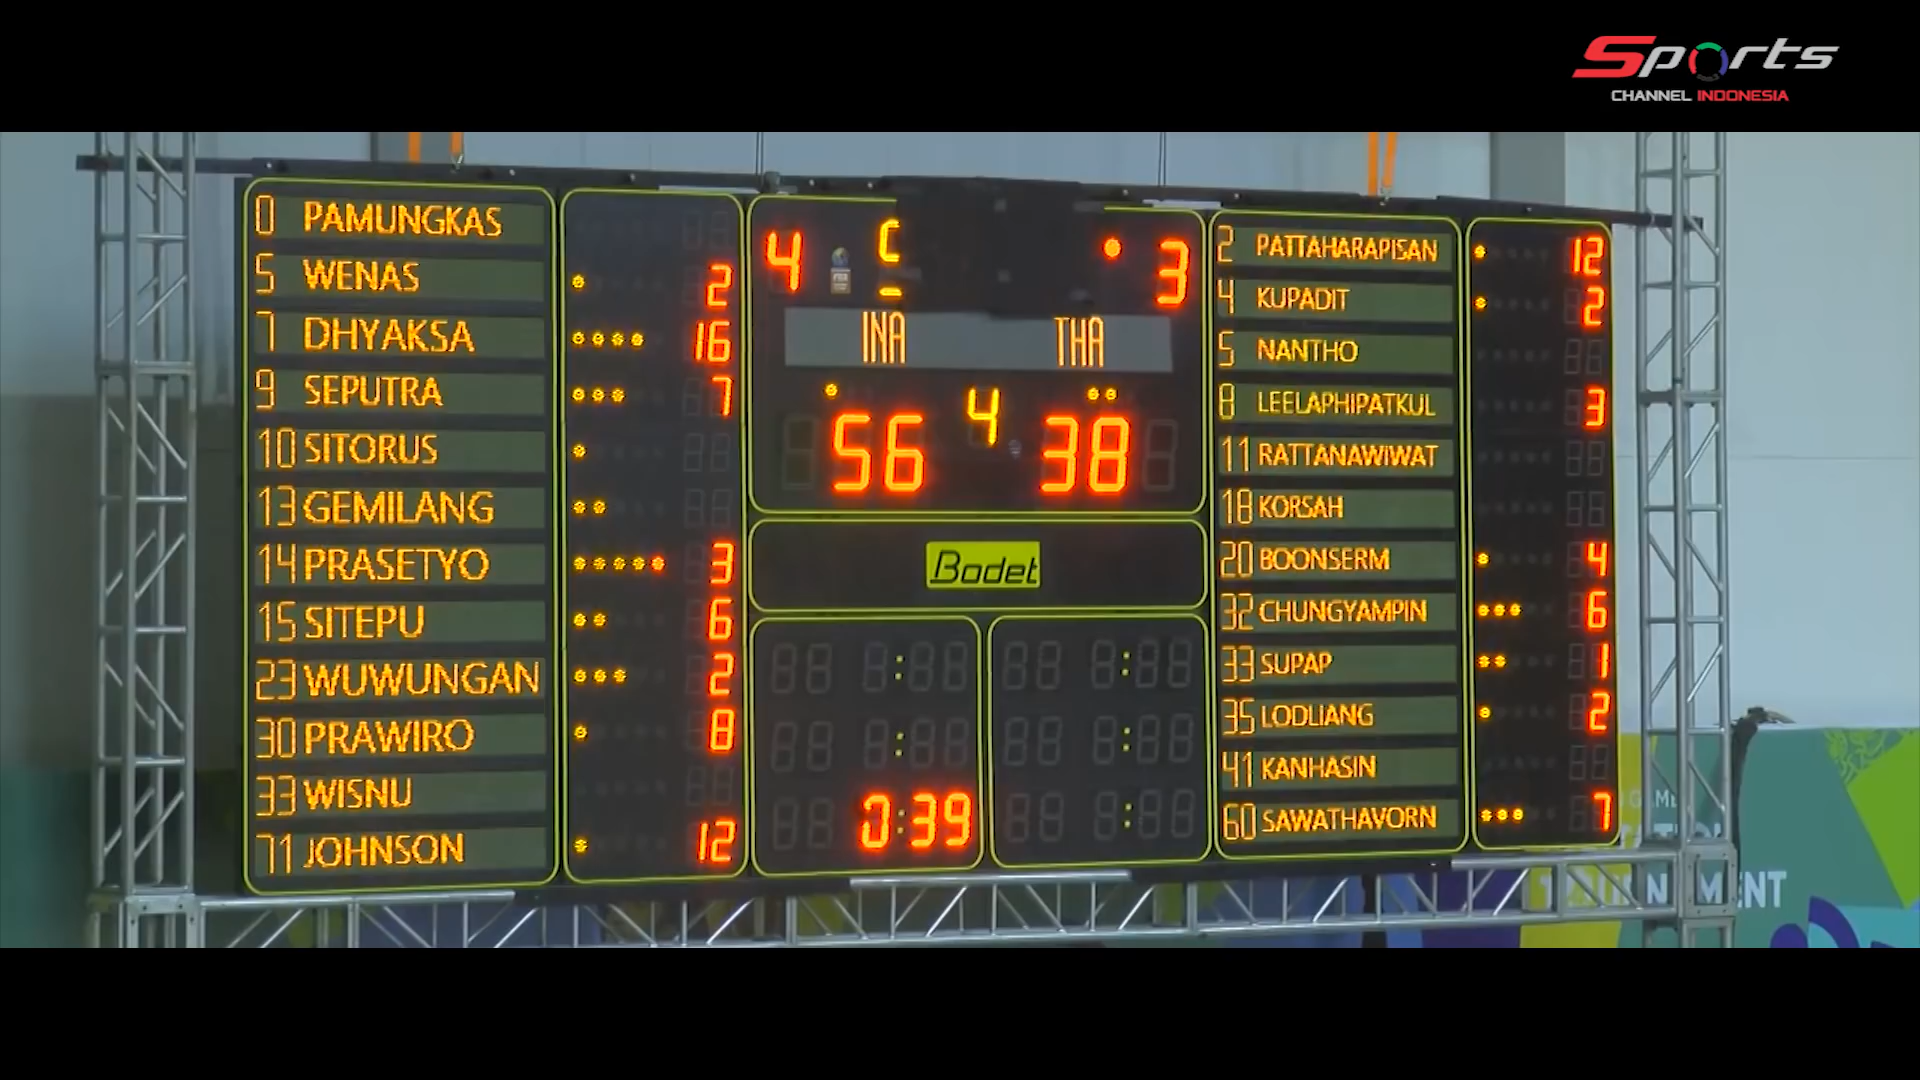 Sports
CHANNEL INDONESIA
0 PAMUNGKAS
5 WENAS 2
7 DHYAKSA 16
9 SEPUTRA 7
10 SITORUS
13 GEMILANG
14 PRASETYO 3
15 SITEPU 6
23 WUWUNGAN 2
30 PRAWIRO 8
33 WISNU
71 JOHNSON 12
4 3
INA THA
56 4 38
Bodet
0:39
2 PATTAHARAPISAN 12
4 KUPADIT 2
5 NANTHO
8 LEELAPHIPATKUL 3
11 RATTANAWIWAT
18 KORSAH
20 BOONSERM 4
32 CHUNGYAMPIN 6
33 SUPAP 1
35 LODLIANG 2
41 KANHASIN
60 SAWATHAVORN 7